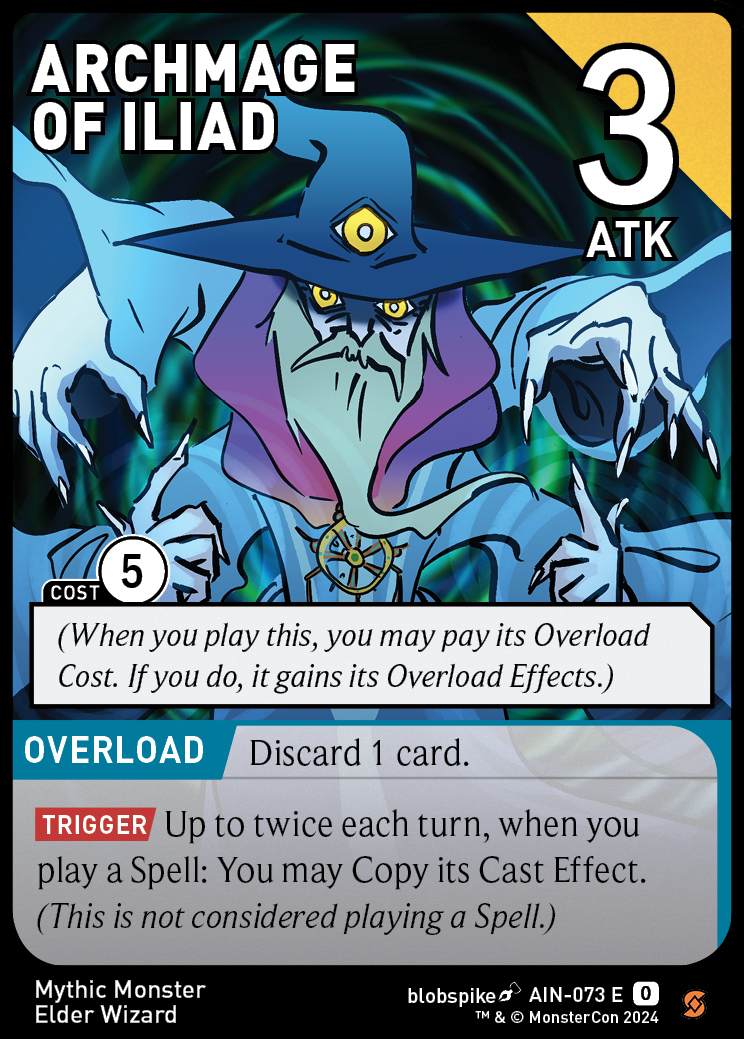 ARCHMAGE
OF ILIAD
3
ATK
COST 5
(When you play this, you may pay its Overload
Cost. If you do, it gains its Overload Effects.)
OVERLOAD Discard 1 card.
TRIGGER Up to twice each turn, when you
play a Spell: You may Copy its Cast Effect.
(This is not considered playing a Spell.)
Mythic Monster
Elder Wizard
blobspike AIN-073 E 0
™ & © MonsterCon 2024